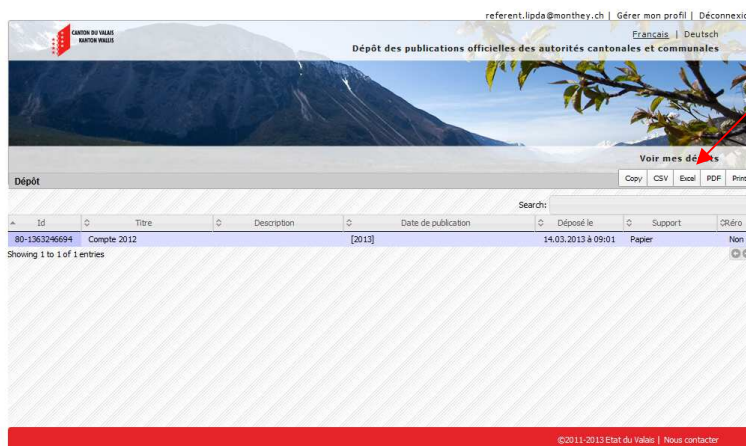 referent.lipda@monthey.ch | Gérer mon profil | Déconnexio
CANTON DU VALAIS
KANTON WALLIS
Français | Deutsch
Dépôt des publications officielles des autorités cantonales et communales
Voir mes dépôts
Dépôt
Copy CSV Excel PDF Print
Search:
Id Titre Description Date de publication Déposé le Support Réro
80-1363246694 Compte 2012 [2013] 14.03.2013 à 09:01 Papier Non
Showing 1 to 1 of 1 entries
©2011-2013 Etat du Valais | Nous contacter